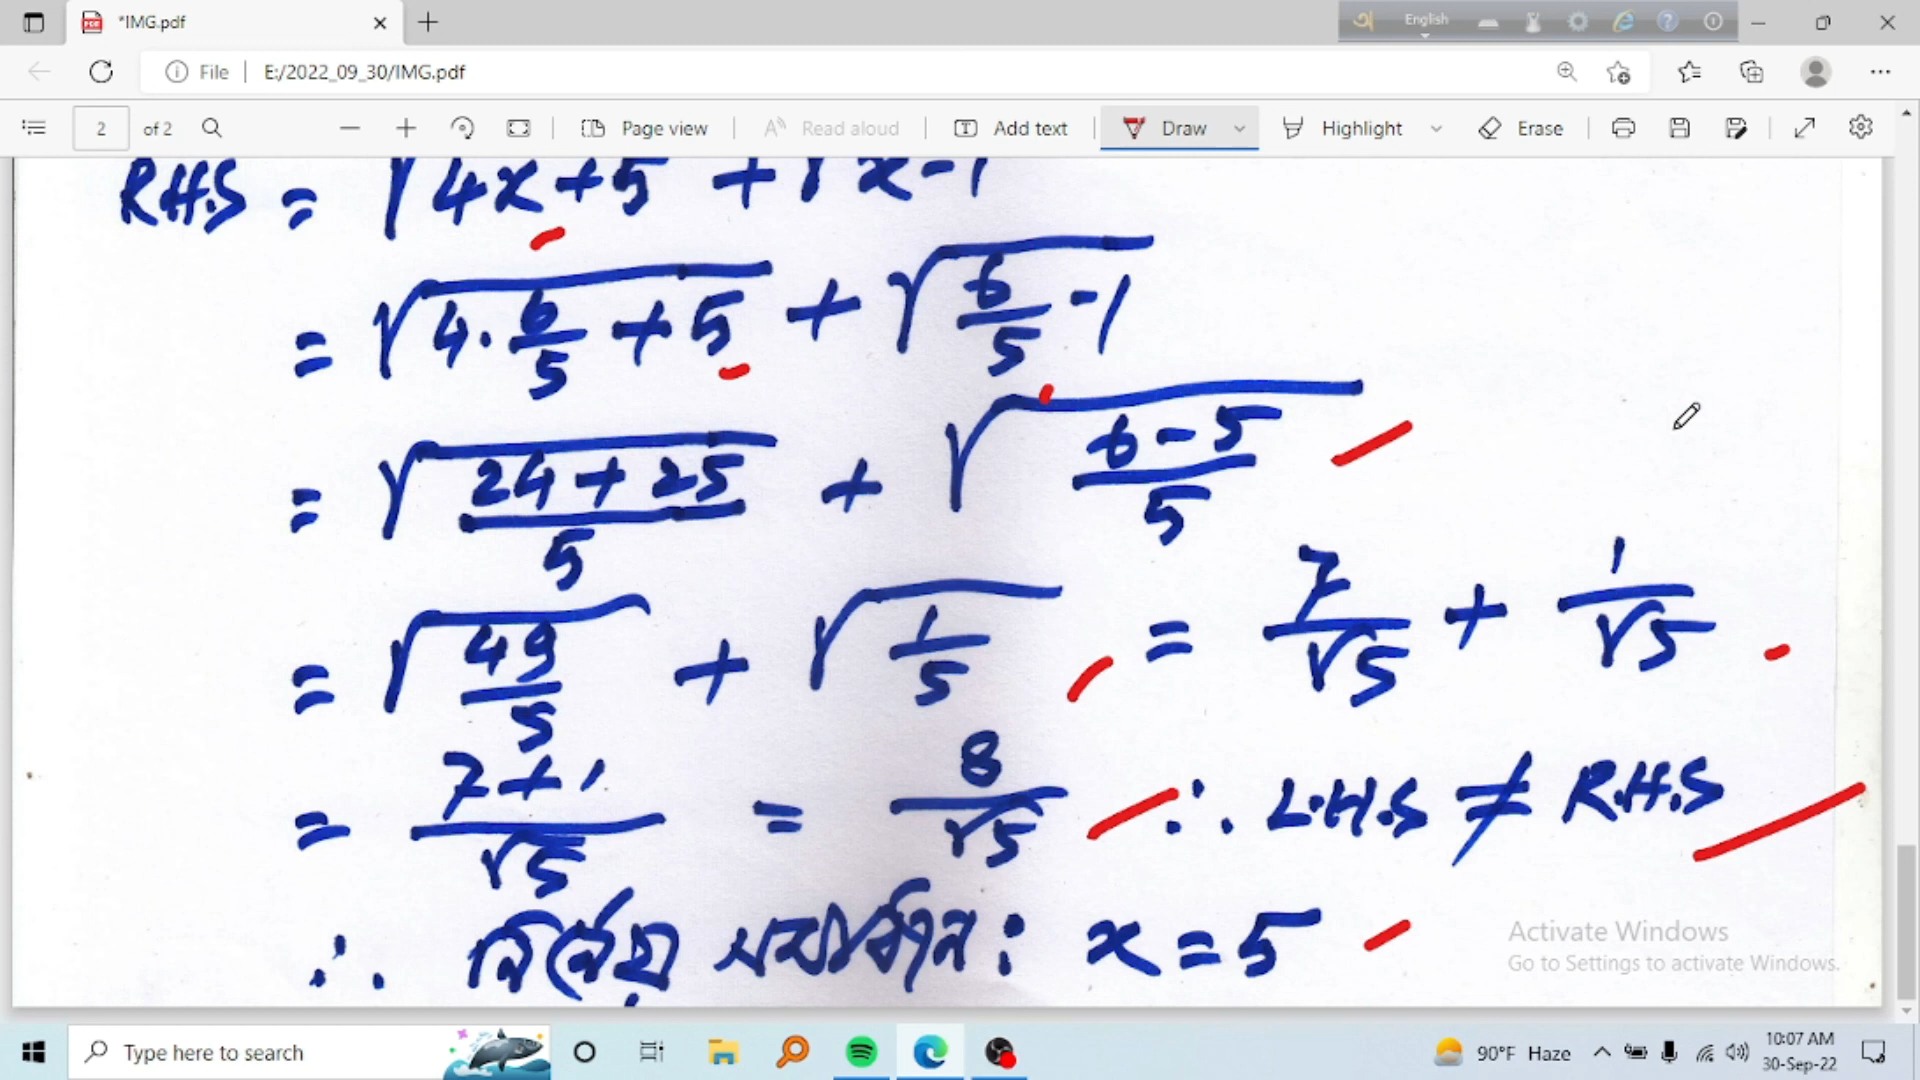 *IMG.pdf
English
File E:/2022_09_30/IMG.pdf
2 of 2 Page view Read aloud Add text Draw Highlight Erase
R.H.S = √4x+5 + √x-1
= √4·6/5+5 + √6/5-1
= √24+25/5 + √6-5/5
= √49/5 + √1/5 = 7/√5 + 1/√5
= 7+1/√5 = 8/√5 ∴ L.H.S ≠ R.H.S
∴ নির্ণেয় সমাধান: x=5
Activate Windows
Go to Settings to activate Windows.
Type here to search
90°F Haze
10:07 AM
30-Sep-22